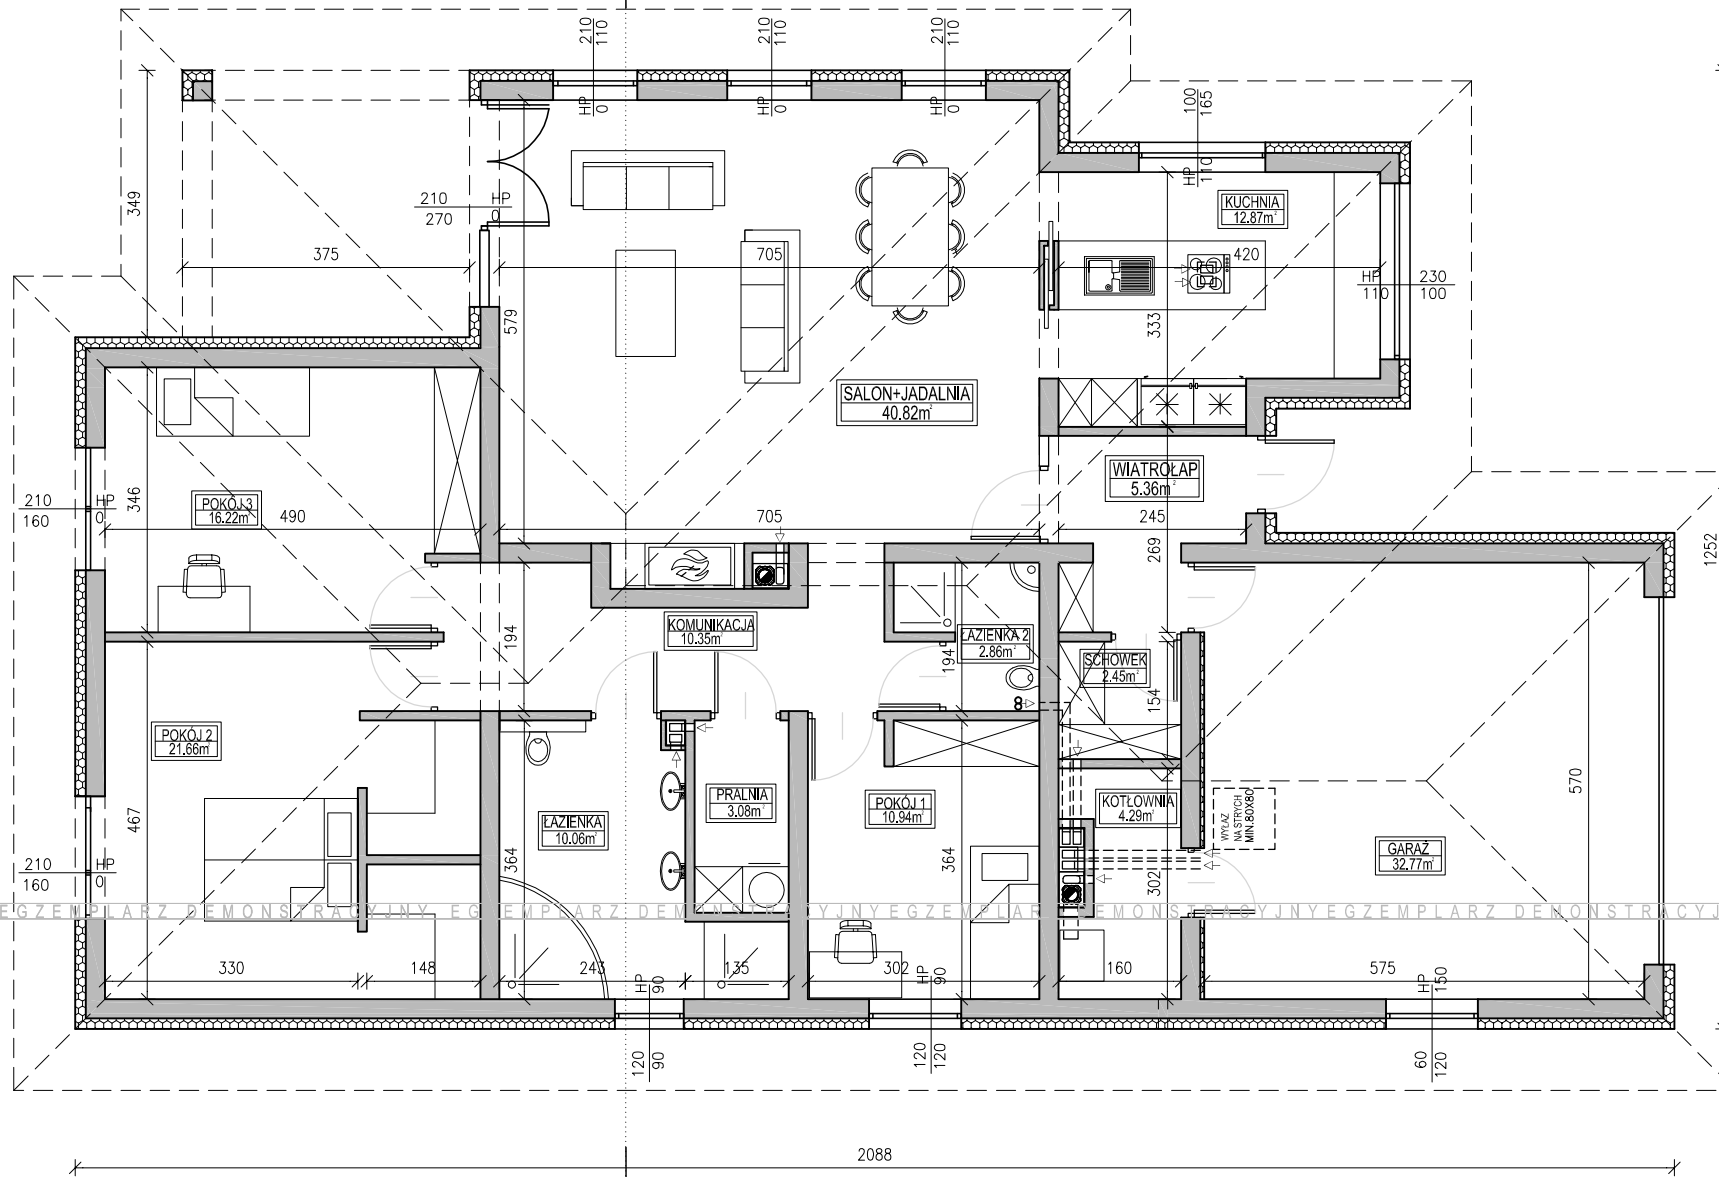 210
110
210
110
210
110
HP
0
HP
0
HP
0
100
165
HP
110
349
210
270
HP
0
KUCHNIA
12.87m²
375
705
420
HP
110
230
100
579
333
SALON+JADALNIA
40.82m²
WIATROŁAP
5.36m²
210
160
HP
0
346
POKÓJ 3
16.22m²
490
705
245
269
1252
194
KOMUNIKACJA
10.35m²
ŁAZIENKA 2
2.86m²
194
SCHOWEK
2.45m²
154
8
POKÓJ 2
21.66m²
467
570
PRALNIA
3.08m²
POKÓJ 1
10.94m²
KOTŁOWNIA
4.29m²
WYŁAZ
NA STRYCH
MIN.80X80
ŁAZIENKA
10.06m²
GARAŻ
32.77m²
210
160
HP
0
364
364
302
EGZEMPLARZ DEMONSTRACYJNY EGZEMPLARZ DEMONSTRACYJNY EGZEMPLARZ DEMONSTRACYJNY EGZEMPLARZ DEMONSTRACYJ
330
148
243
135
302
160
575
HP
90
HP
90
HP
150
120
90
120
120
60
120
2088